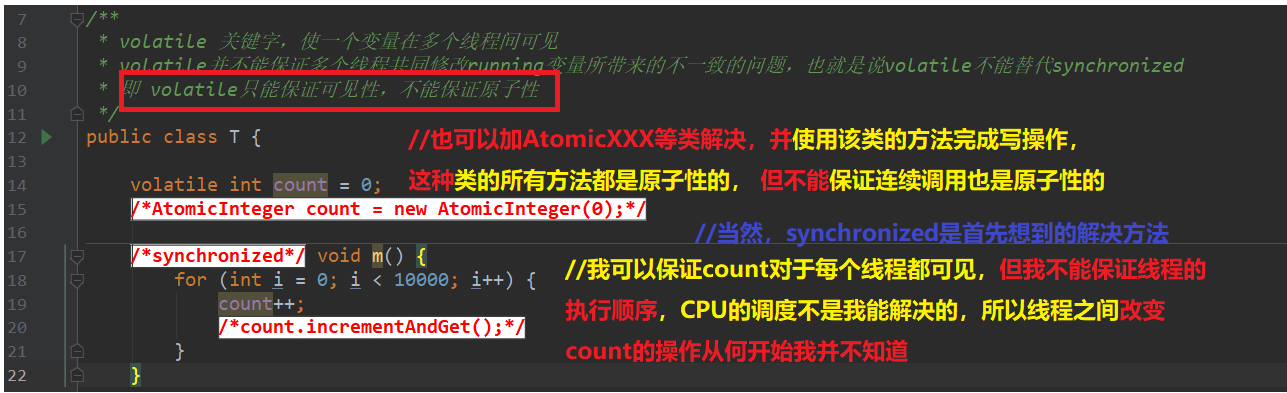 7 /**
8 * volatile 关键字，使一个变量在多个线程间可见
9 * volatile并不能保证多个线程共同修改running变量所带来的不一致的问题，也就是说volatile不能替代synchronized
10 * 即 volatile只能保证可见性，不能保证原子性
11 */
12 public class T { //也可以加AtomicXXX等类解决，并使用该类的方法完成写操作，
13
14 volatile int count = 0; 这种类的所有方法都是原子性的， 但不能保证连续调用也是原子性的
15 /*AtomicInteger count = new AtomicInteger(0);*/
16 //当然，synchronized是首先想到的解决方法
17 /*synchronized*/ void m() { //我可以保证count对于每个线程都可见，但我不能保证线程的
18 for (int i = 0; i < 10000; i++) {
19 count++; 执行顺序，CPU的调度不是我能解决的，所以线程之间改变
20 /*count.incrementAndGet();*/
21 } count的操作从何开始我并不知道
22 }